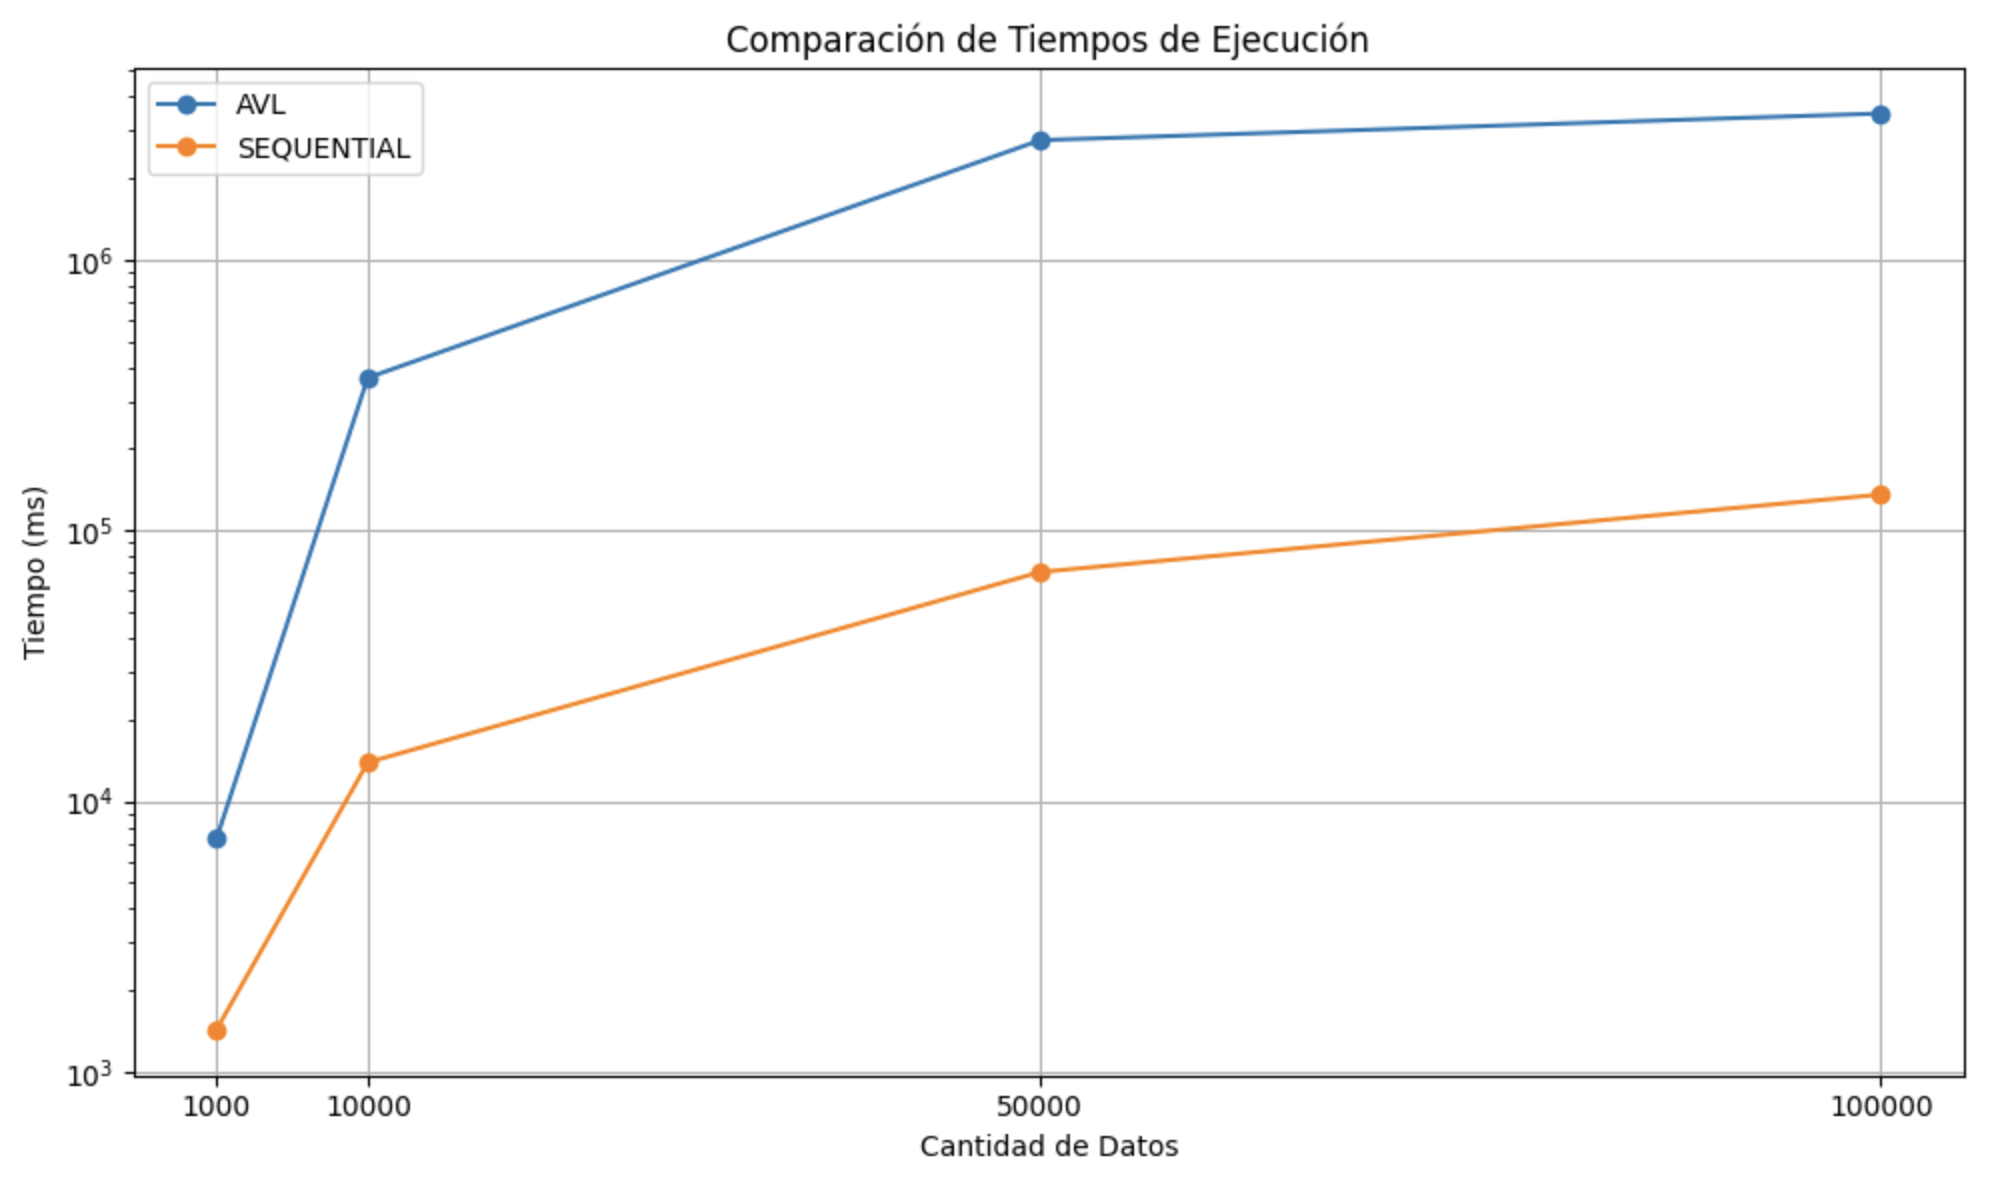 Comparación de Tiempos de Ejecución
AVL
SEQUENTIAL
10⁶
10⁵
10⁴
10³
Tiempo (ms)
1000 10000 50000 100000
Cantidad de Datos